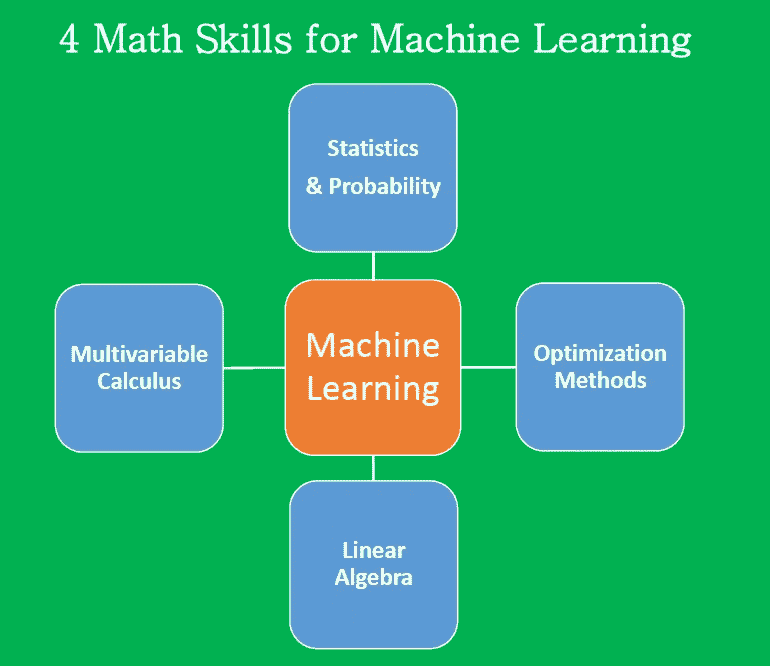 4 Math Skills for Machine Learning
Statistics
& Probability
Multivariable
Calculus
Machine
Learning
Optimization
Methods
Linear
Algebra